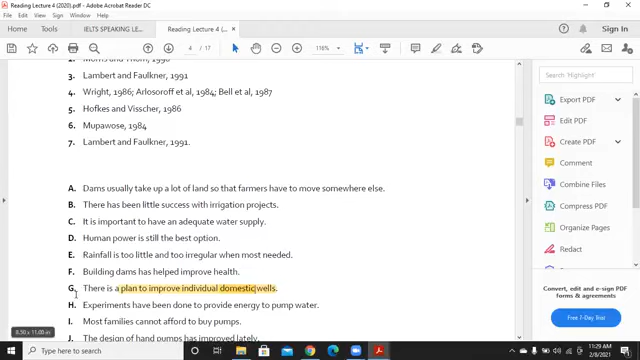 Reading Lecture 4 (2020).pdf - Adobe Acrobat Reader DC
File Edit View Sign Window Help
Home Tools IELTS SPEAKING LEC... Reading Lecture 4 (... × Sign In
4 / 17 116%
3. Lambert and Faulkner, 1991
4. Wright, 1986; Arlosoroff et al, 1984; Bell et al, 1987
5. Hofkes and Visscher, 1986
6. Mupawose, 1984
7. Lambert and Faulkner, 1991.
A. Dams usually take up a lot of land so that farmers have to move somewhere else.
B. There has been little success with irrigation projects.
C. It is important to have an adequate water supply.
D. Human power is still the best option.
E. Rainfall is too little and too irregular when most needed.
F. Building dams has helped improve health.
G. There is a plan to improve individual domestic wells.
H. Experiments have been done to provide energy to pump water.
I. Most families cannot afford to buy pumps.
J. The design of hand pumps has improved lately.
8.50 x 11.00 in
Search 'Highlight'
Export PDF
Edit PDF
Create PDF
Comment
Combine Files
Compress PDF
Organize Pages
Redact
Convert, edit and e-sign PDF
forms & agreements
Free 7-Day Trial
Type here to search
11:29 AM
2/8/2021